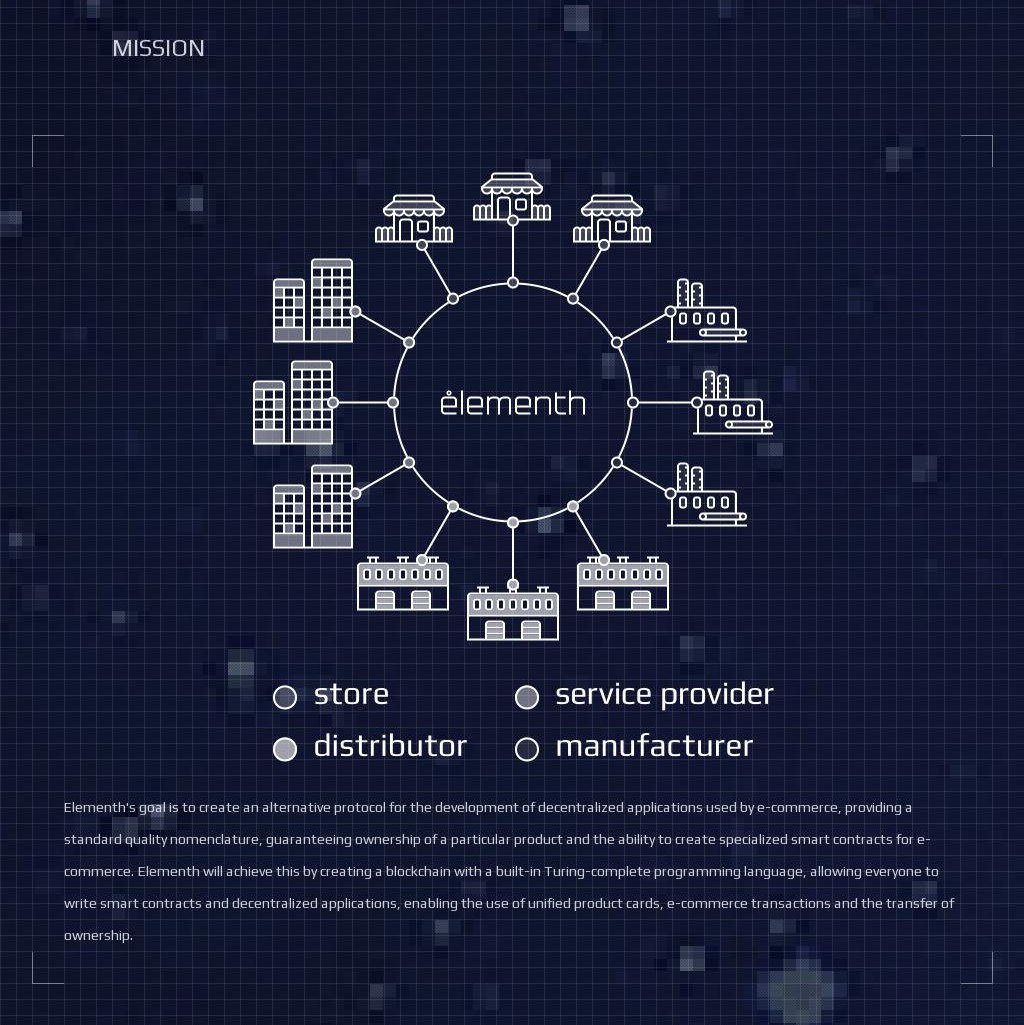 MISSION
elementh
store
service provider
distributor
manufacturer
Elementh's goal is to create an alternative protocol for the development of decentralized applications used by e-commerce, providing a
standard quality nomenclature, guaranteeing ownership of a particular product and the ability to create specialized smart contracts for e-
commerce. Elementh will achieve this by creating a blockchain with a built-in Turing-complete programming language, allowing everyone to
write smart contracts and decentralized applications, enabling the use of unified product cards, e-commerce transactions and the transfer of
ownership.